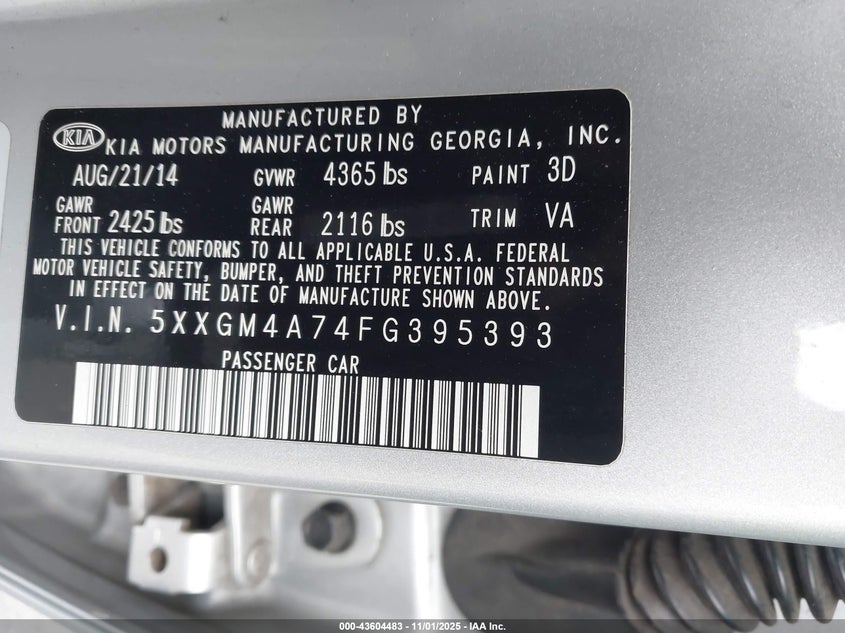 MANUFACTURED BY
KIA KIA MOTORS MANUFACTURING GEORGIA, INC.
AUG/21/14 GVWR 4365 lbs PAINT 3D
GAWR FRONT 2425 lbs GAWR REAR 2116 lbs TRIM VA
THIS VEHICLE CONFORMS TO ALL APPLICABLE U.S.A. FEDERAL
MOTOR VEHICLE SAFETY, BUMPER, AND THEFT PREVENTION STANDARDS
IN EFFECT ON THE DATE OF MANUFACTURE SHOWN ABOVE.
V.I.N. 5XXGM4A74FG395393
PASSENGER CAR
000-43604483 - 11/01/2025 - IAA Inc.